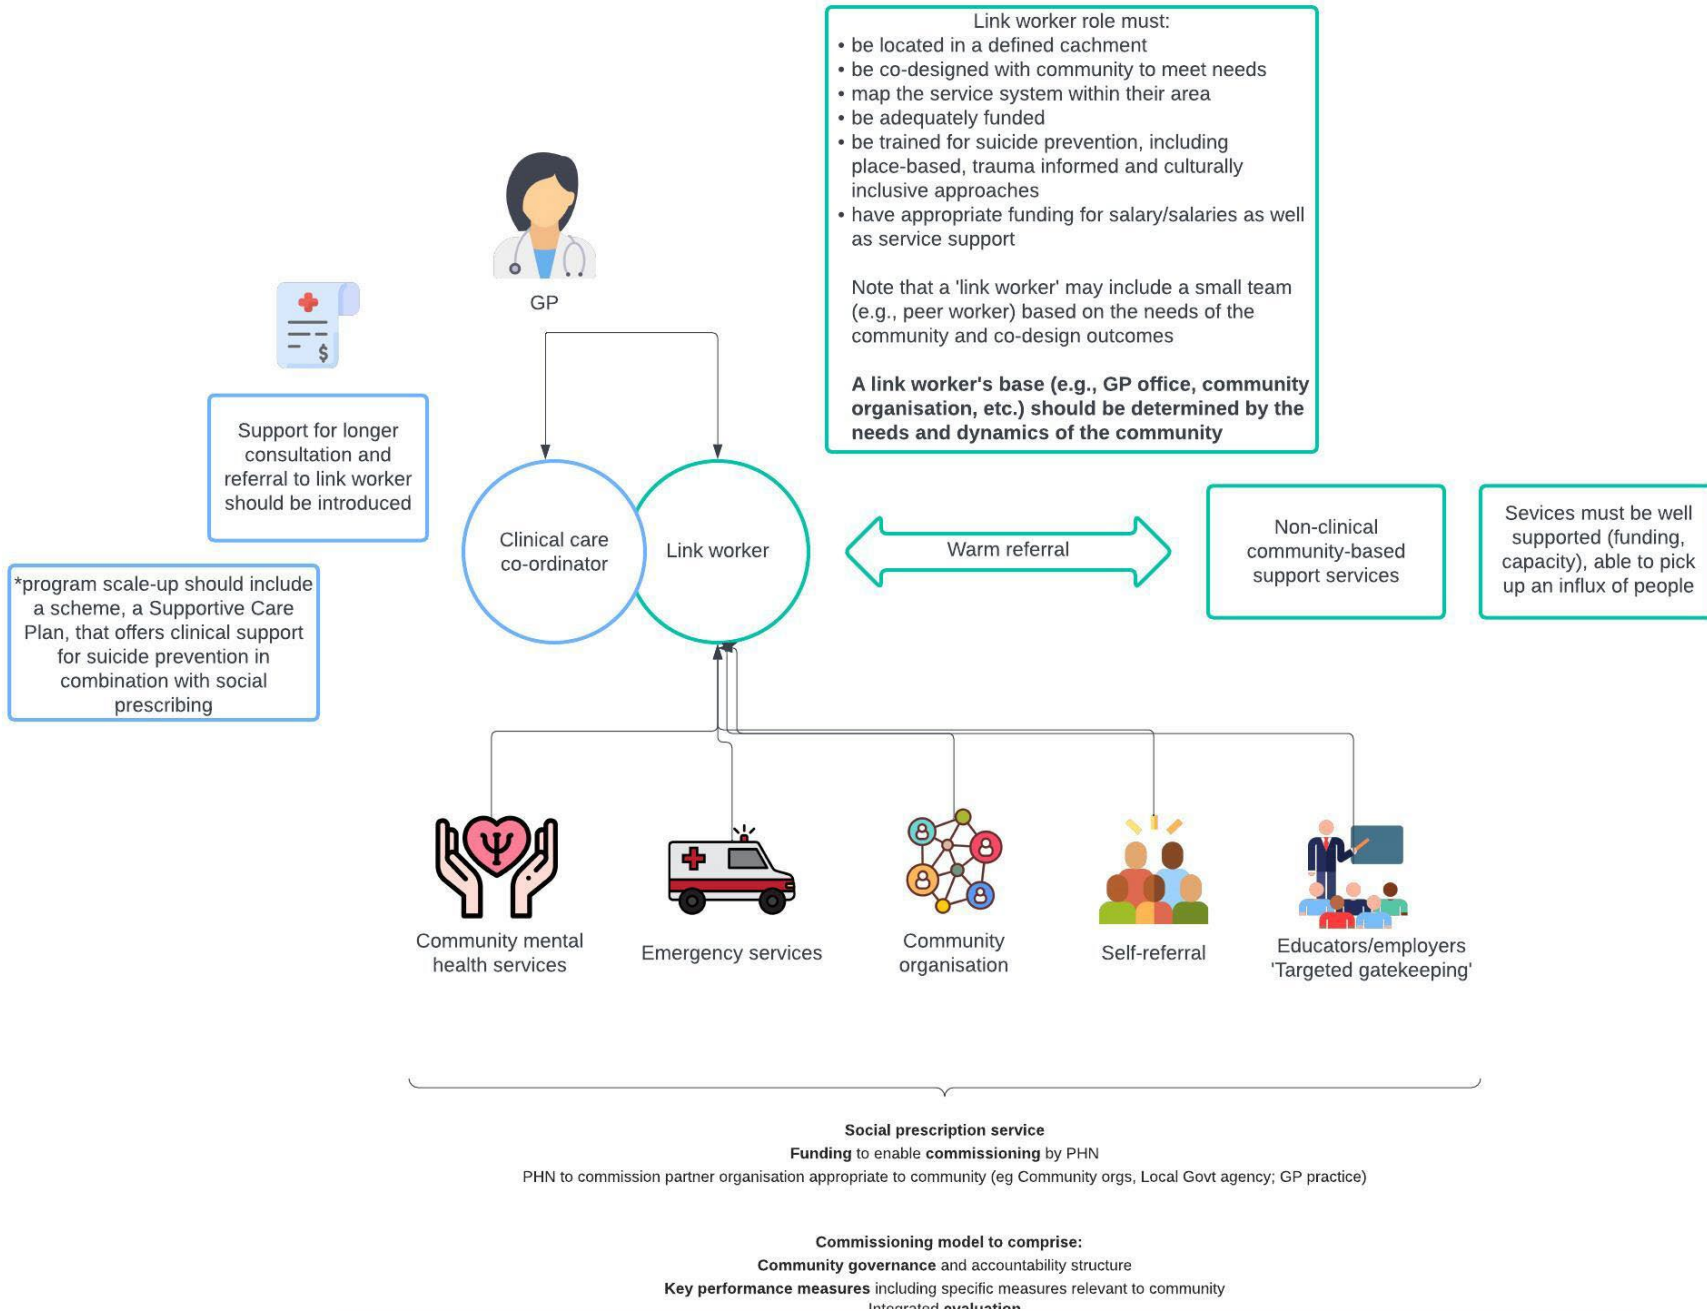 Link worker role must:
• be located in a defined cachment
• be co-designed with community to meet needs
• map the service system within their area
• be adequately funded
• be trained for suicide prevention, including
place-based, trauma informed and culturally
inclusive approaches
• have appropriate funding for salary/salaries as well
as service support
Note that a 'link worker' may include a small team
(e.g., peer worker) based on the needs of the
community and co-design outcomes
A link worker's base (e.g., GP office, community
organisation, etc.) should be determined by the
needs and dynamics of the community
GP
$
Support for longer
consultation and
referral to link worker
should be introduced
*program scale-up should include
a scheme, a Supportive Care
Plan, that offers clinical support
for suicide prevention in
combination with social
prescribing
Clinical care
co-ordinator
Link worker
Warm referral
Non-clinical
community-based
support services
Sevices must be well
supported (funding,
capacity), able to pick
up an influx of people
Community mental
health services
Emergency services
Community
organisation
Self-referral
Educators/employers
'Targeted gatekeeping'
Social prescription service
Funding to enable commissioning by PHN
PHN to commission partner organisation appropriate to community (eg Community orgs, Local Govt agency; GP practice)
Commissioning model to comprise:
Community governance and accountability structure
Key performance measures including specific measures relevant to community
Integrated evaluation